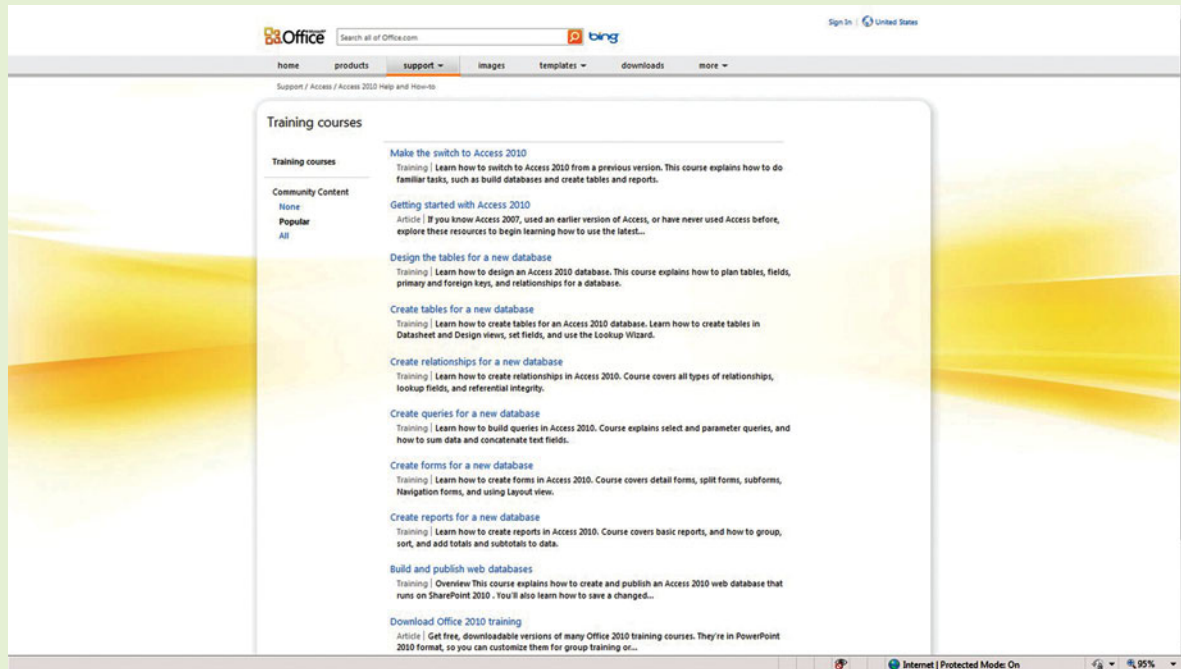 Microsoft
Office
Search all of Office.com
bing
Sign In | United States
home products support images templates downloads more
Support / Access / Access 2010 Help and How-to
Training courses
Training courses
Community Content
None
Popular
All
Make the switch to Access 2010
Training | Learn how to switch to Access 2010 from a previous version. This course explains how to do
familiar tasks, such as build databases and create tables and reports.
Getting started with Access 2010
Article | If you know Access 2007, used an earlier version of Access, or have never used Access before,
explore these resources to begin learning how to use the latest...
Design the tables for a new database
Training | Learn how to design an Access 2010 database. This course explains how to plan tables, fields,
primary and foreign keys, and relationships for a database.
Create tables for a new database
Training | Learn how to create tables for an Access 2010 database. Learn how to create tables in
Datasheet and Design views, set fields, and use the Lookup Wizard.
Create relationships for a new database
Training | Learn how to create relationships in Access 2010. Course covers all types of relationships,
lookup fields, and referential integrity.
Create queries for a new database
Training | Learn how to build queries in Access 2010. Course explains select and parameter queries, and
how to sum data and concatenate text fields.
Create forms for a new database
Training | Learn how to create forms in Access 2010. Course covers detail forms, split forms, subforms,
Navigation forms, and using Layout view.
Create reports for a new database
Training | Learn how to create reports in Access 2010. Course covers basic reports, and how to group,
sort, and add totals and subtotals to data.
Build and publish web databases
Training | Overview This course explains how to create and publish an Access 2010 web database that
runs on SharePoint 2010 . You'll also learn how to save a changed...
Download Office 2010 training
Article | Get free, downloadable versions of many Office 2010 training courses. They're in PowerPoint
2010 format, so you can customize them for group training or...
Internet | Protected Mode: On 95%